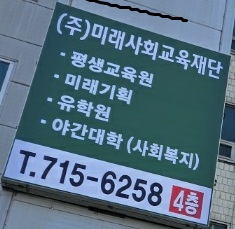 (주)미래사회교육재단
- 평생교육원
- 미래기획
- 유학원
- 야간대학 (사회복지)
T.715-6258 4층